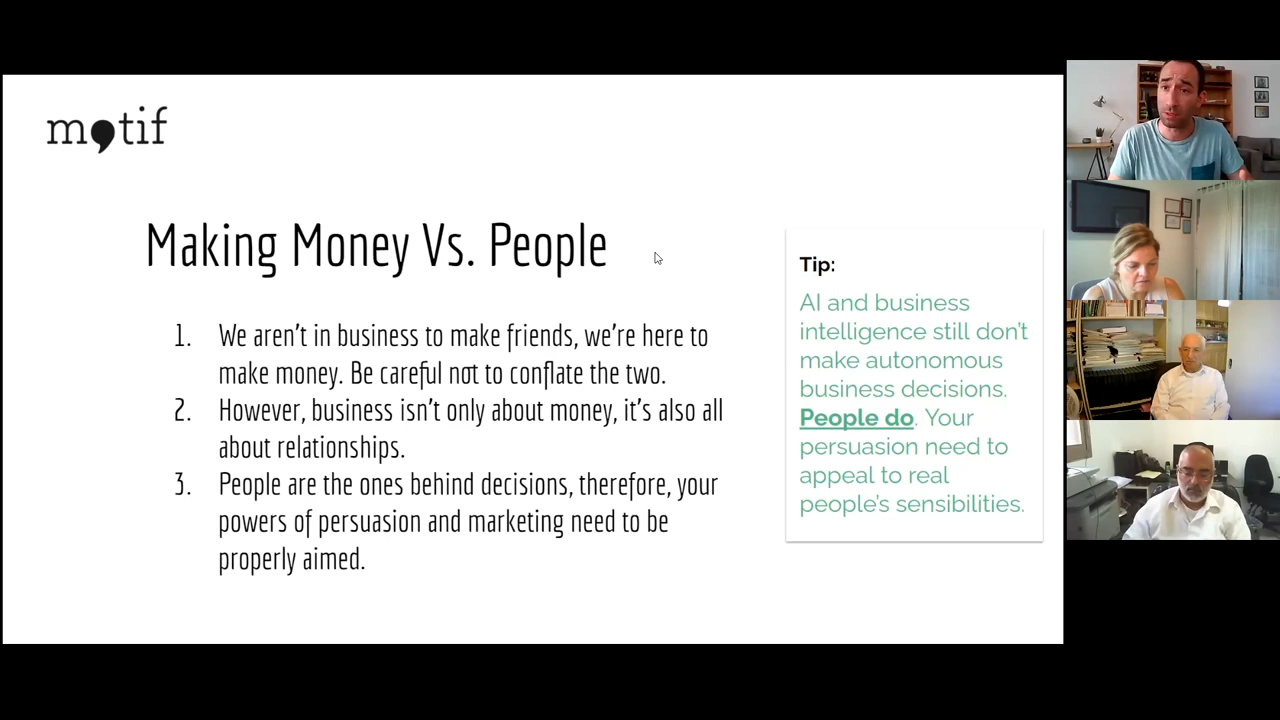 motif
Making Money Vs. People
1. We aren't in business to make friends, we're here to
make money. Be careful not to conflate the two.
2. However, business isn't only about money, it's also all
about relationships.
3. People are the ones behind decisions, therefore, your
powers of persuasion and marketing need to be
properly aimed.
Tip:
AI and business
intelligence still don't
make autonomous
business decisions.
People do. Your
persuasion need to
appeal to real
people's sensibilities.